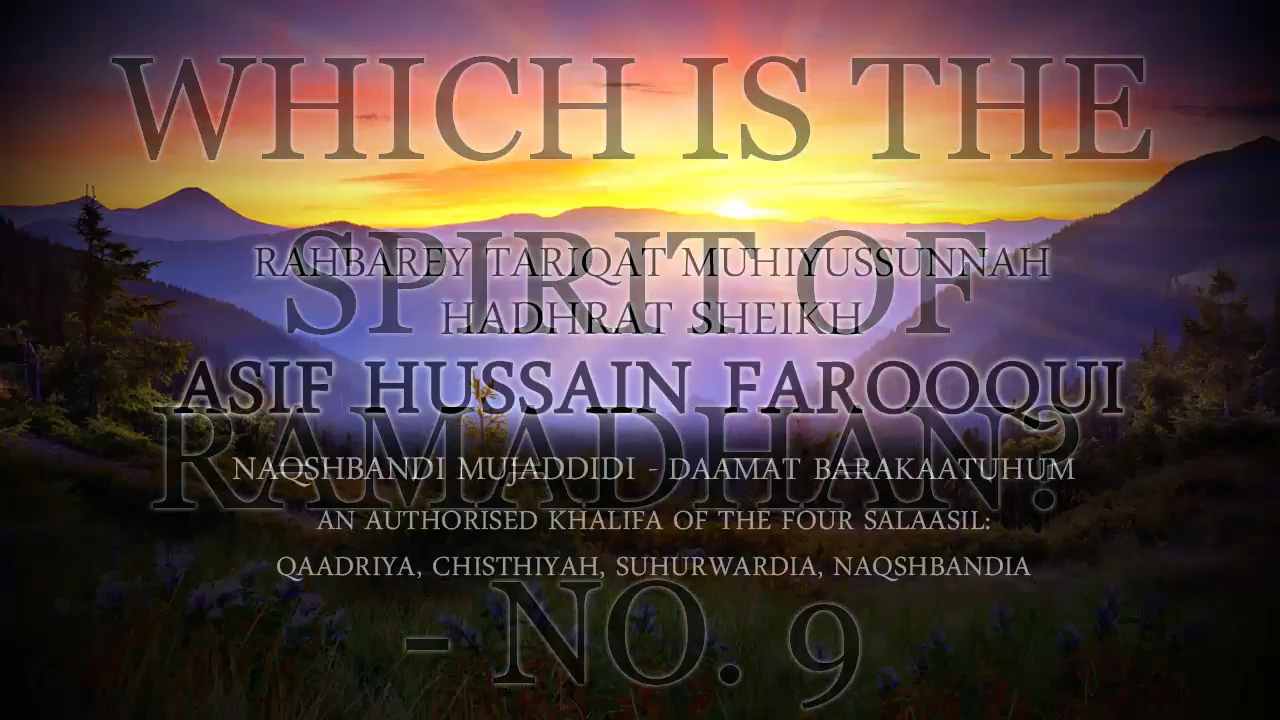 WHICH IS THE
SPIRIT OF
RAMADHAN?
- NO. 9
RAHBAREY TARIQAT MUHIYUSSUNNAH
HADHRAT SHEIKH
ASIF HUSSAIN FAROOQUI
NAQSHBANDI MUJADDIDI - DAAMAT BARAKAATUHUM
AN AUTHORISED KHALIFA OF THE FOUR SALAASIL:
QAADRIYA, CHISTHIYAH, SUHURWARDIA, NAQSHBANDIA